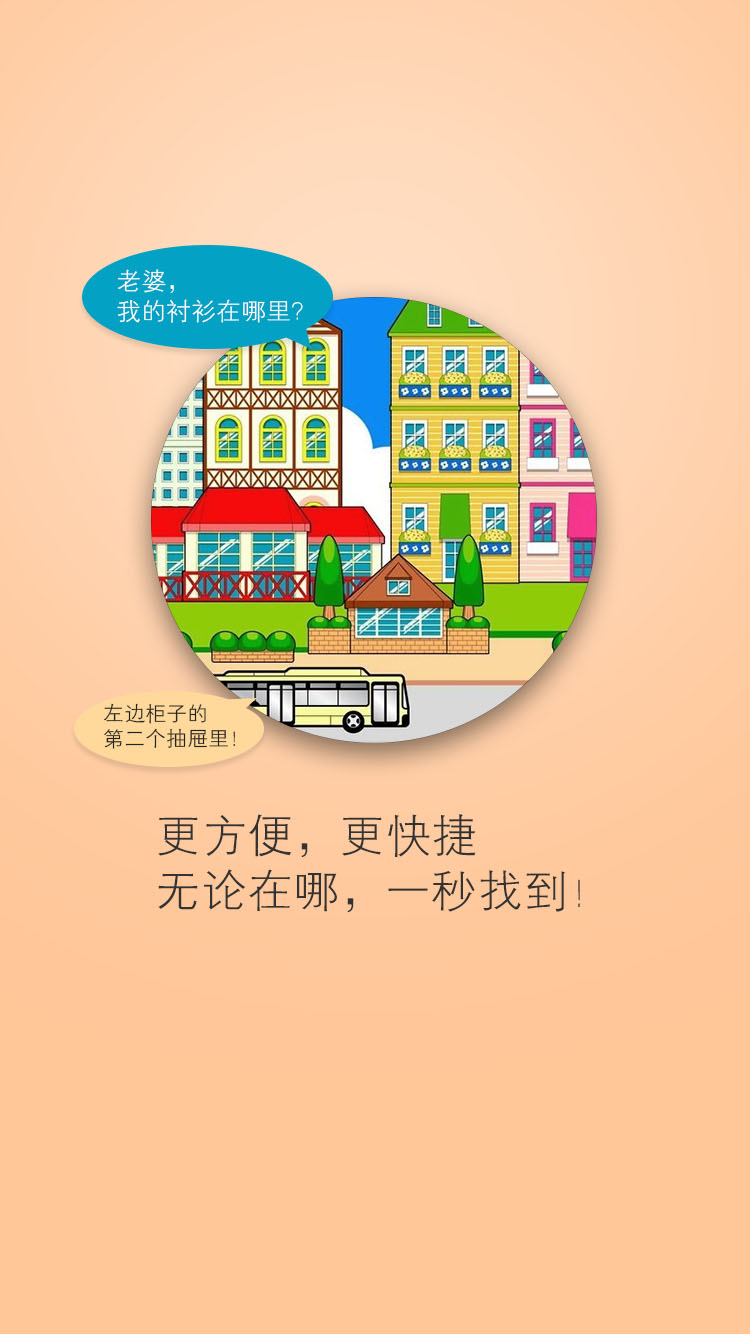 老婆，
我的衬衫在哪里?
左边柜子的
第二个抽屉里!
更方便，更快捷
无论在哪，一秒找到!